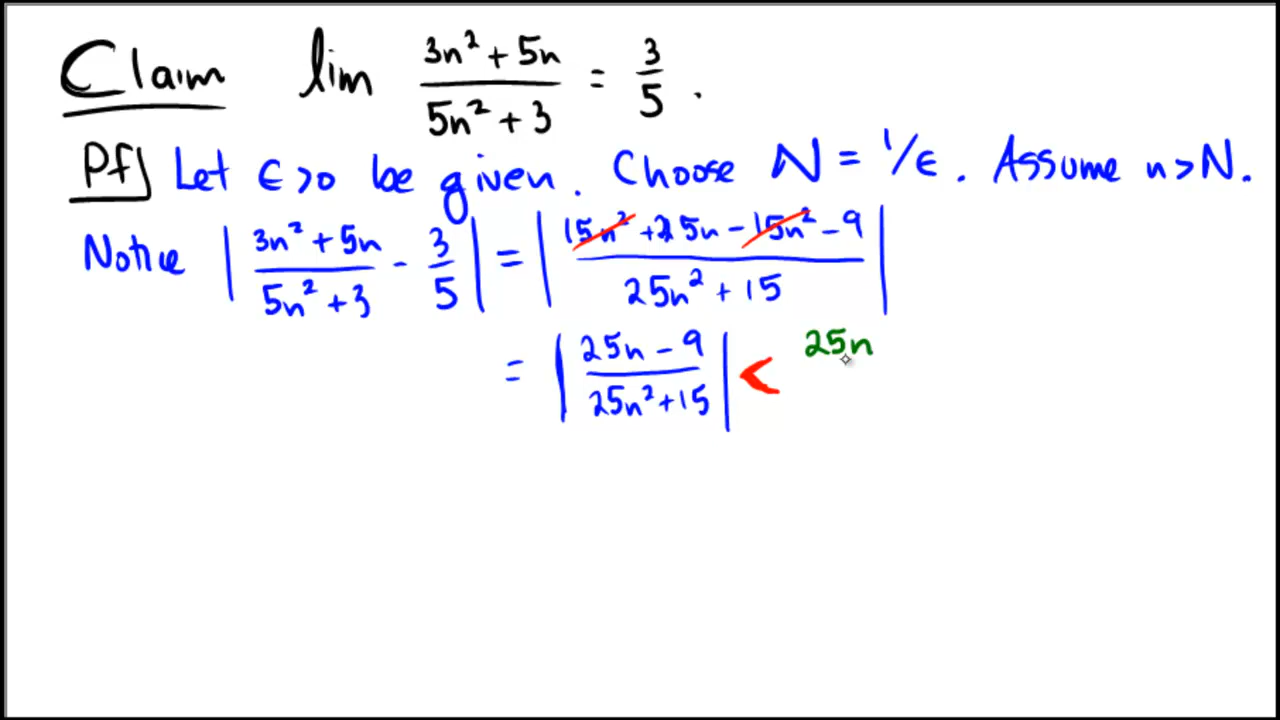 Claim lim (3n² + 5n)/(5n² + 3) = 3/5 .
Pf Let ϵ>0 be given. Choose N = 1/ϵ. Assume n>N.
Notice |(3n² + 5n)/(5n² + 3) - 3/5| = |(15n² + 25n - 15n² - 9)/(25n² + 15)|
= |(25n - 9)/(25n² + 15)| < 25n